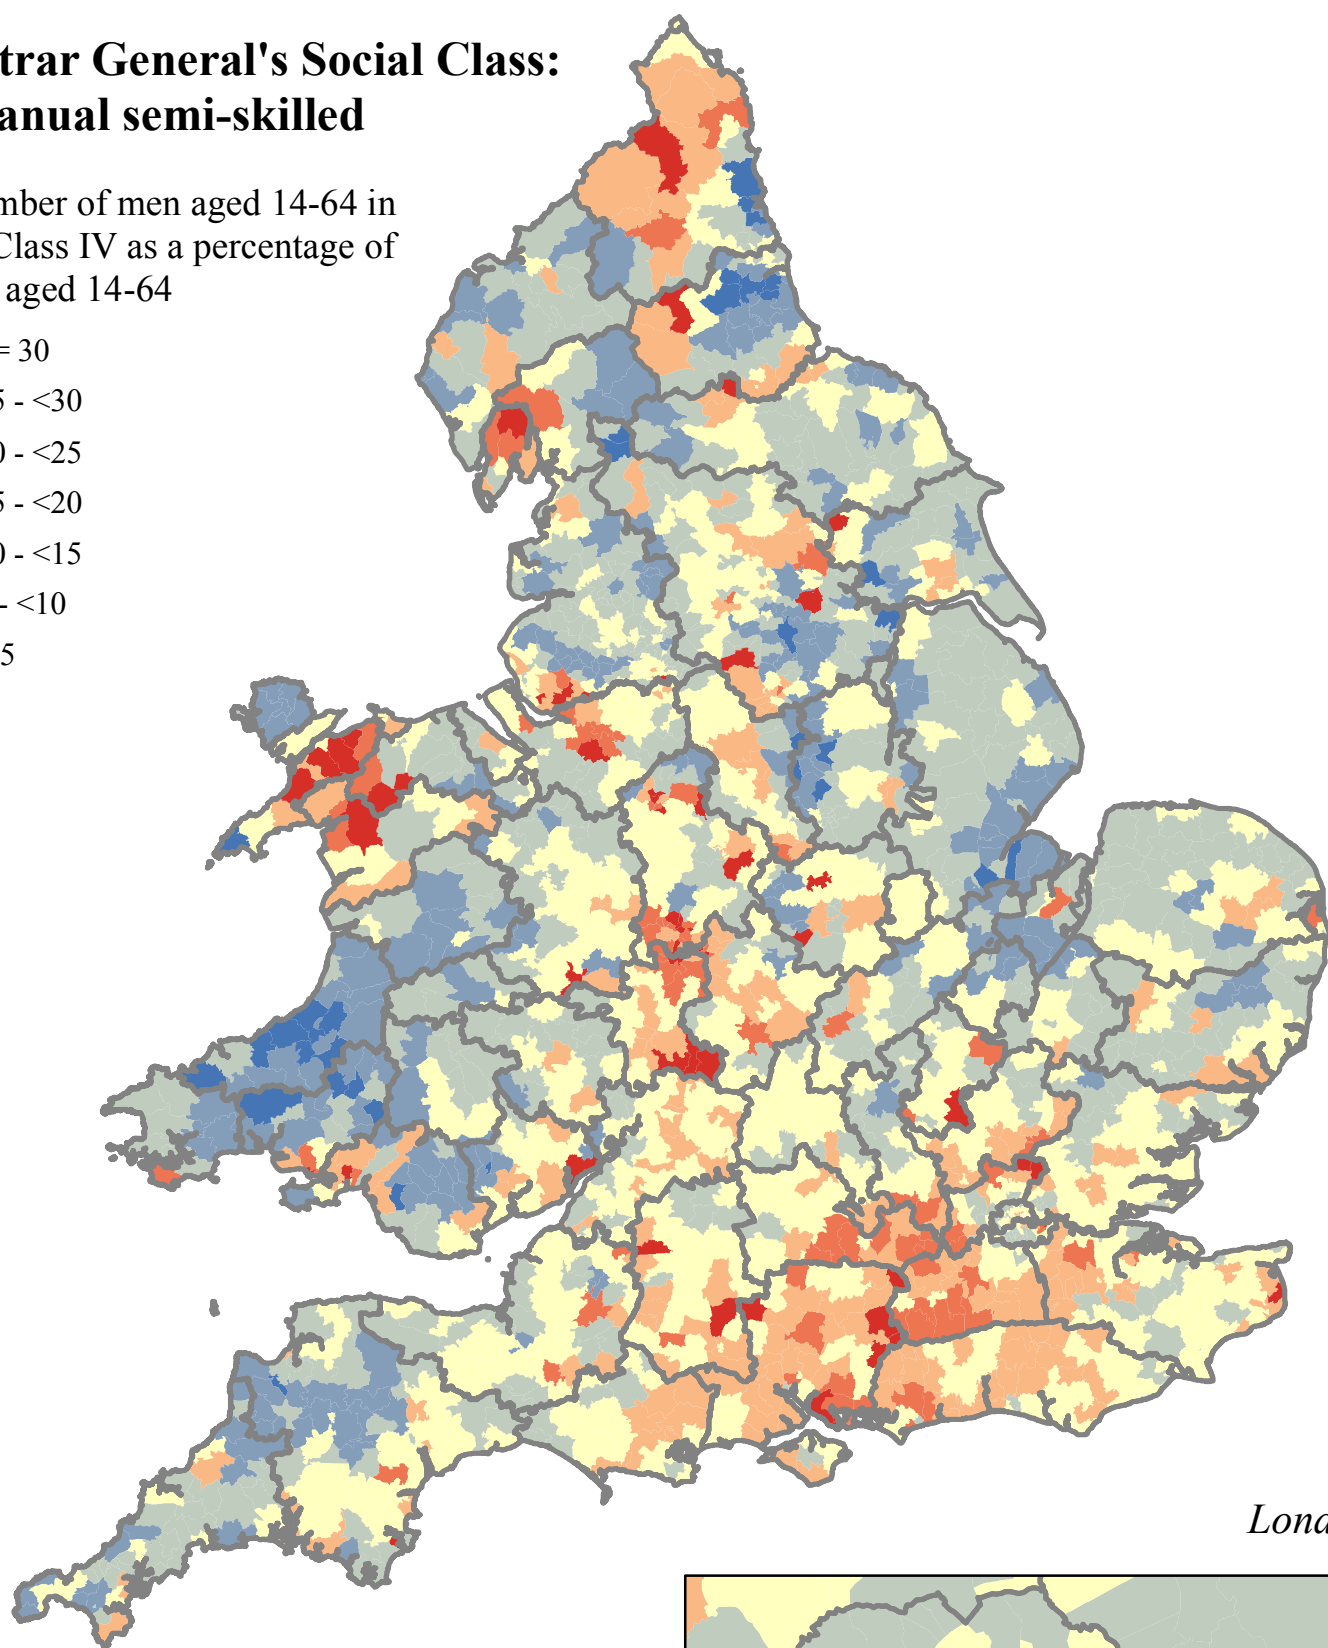 trar General's Social Class:
anual semi-skilled
mber of men aged 14-64 in
Class IV as a percentage of
aged 14-64
= 30
5 - <30
0 - <25
5 - <20
0 - <15
- <10
5
Lond